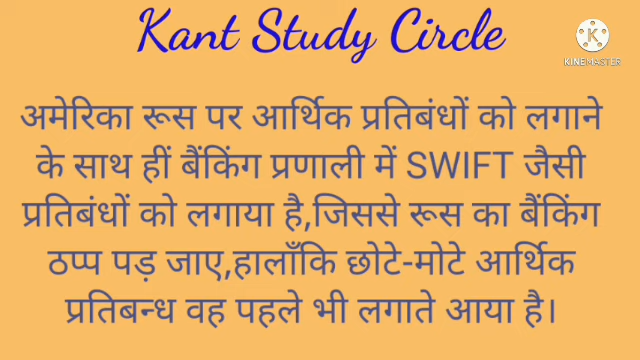 Kant Study Circle
K
KINEMASTER
अमेरिका रूस पर आर्थिक प्रतिबंधों को लगाने
के साथ हीं बैंकिंग प्रणाली में SWIFT जैसी
प्रतिबंधों को लगाया है,जिससे रूस का बैंकिंग
ठप्प पड़ जाए,हालाँकि छोटे-मोटे आर्थिक
प्रतिबन्ध वह पहले भी लगाते आया है।